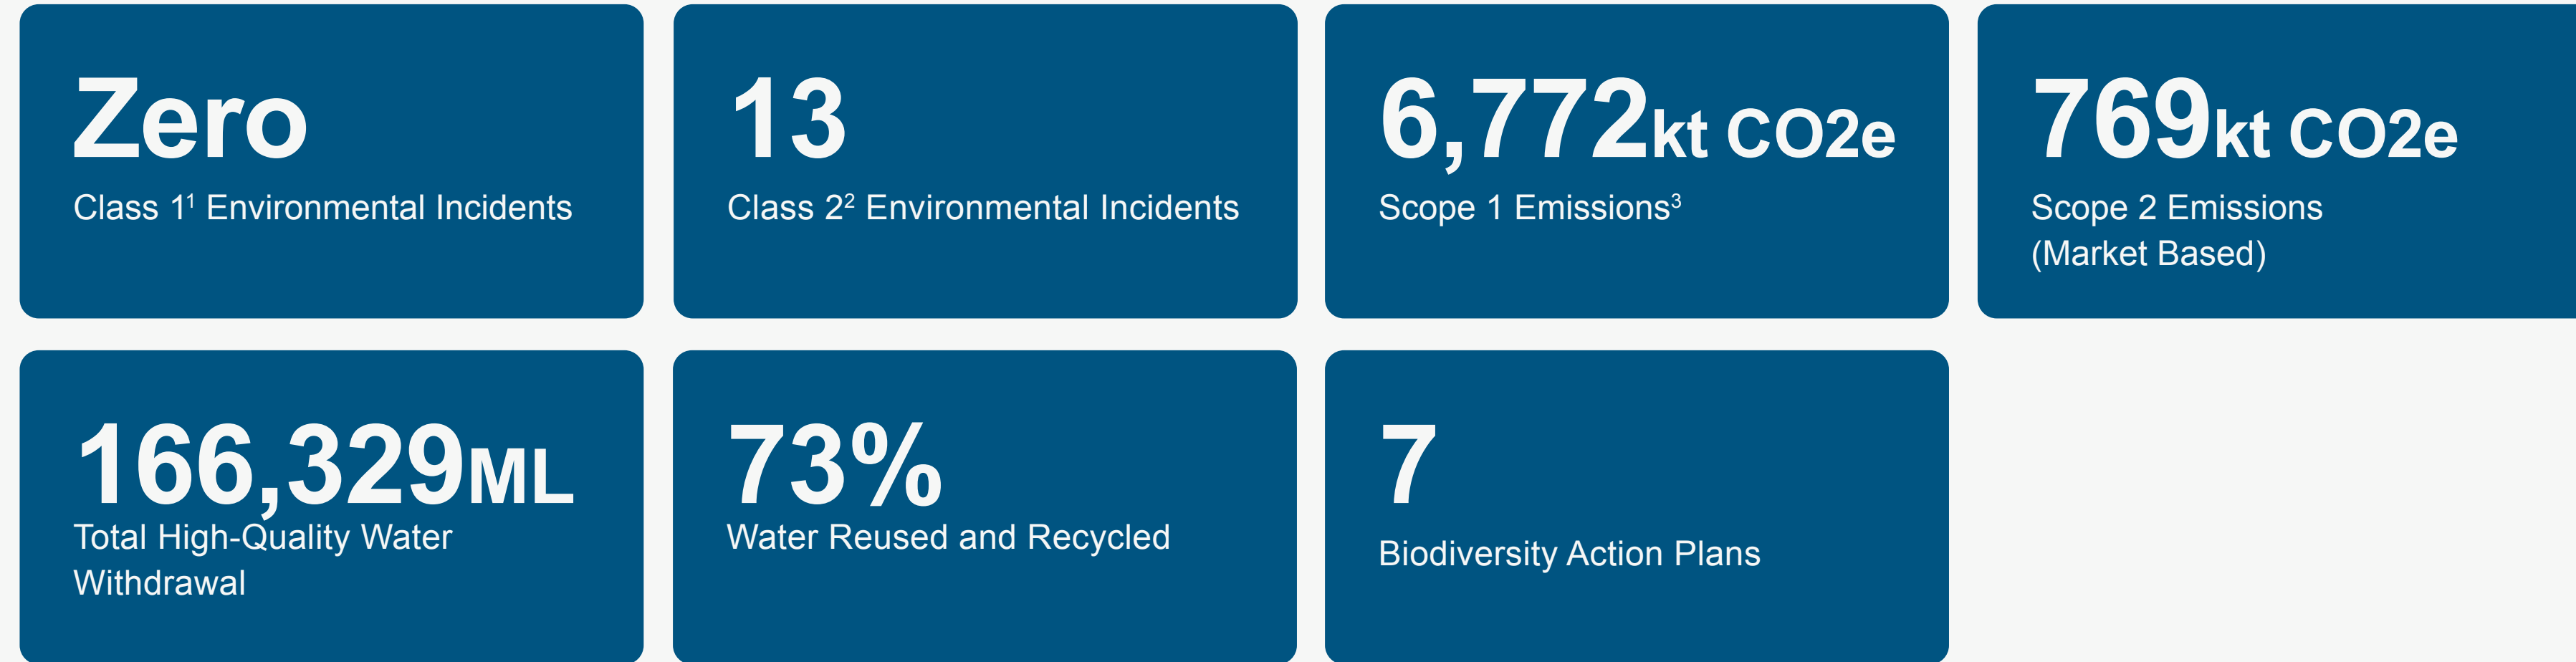 Zero
Class 1¹ Environmental Incidents
13
Class 2² Environmental Incidents
6,772kt CO2e
Scope 1 Emissions³
769kt CO2e
Scope 2 Emissions
(Market Based)
166,329ML
Total High-Quality Water
Withdrawal
73%
Water Reused and Recycled
7
Biodiversity Action Plans